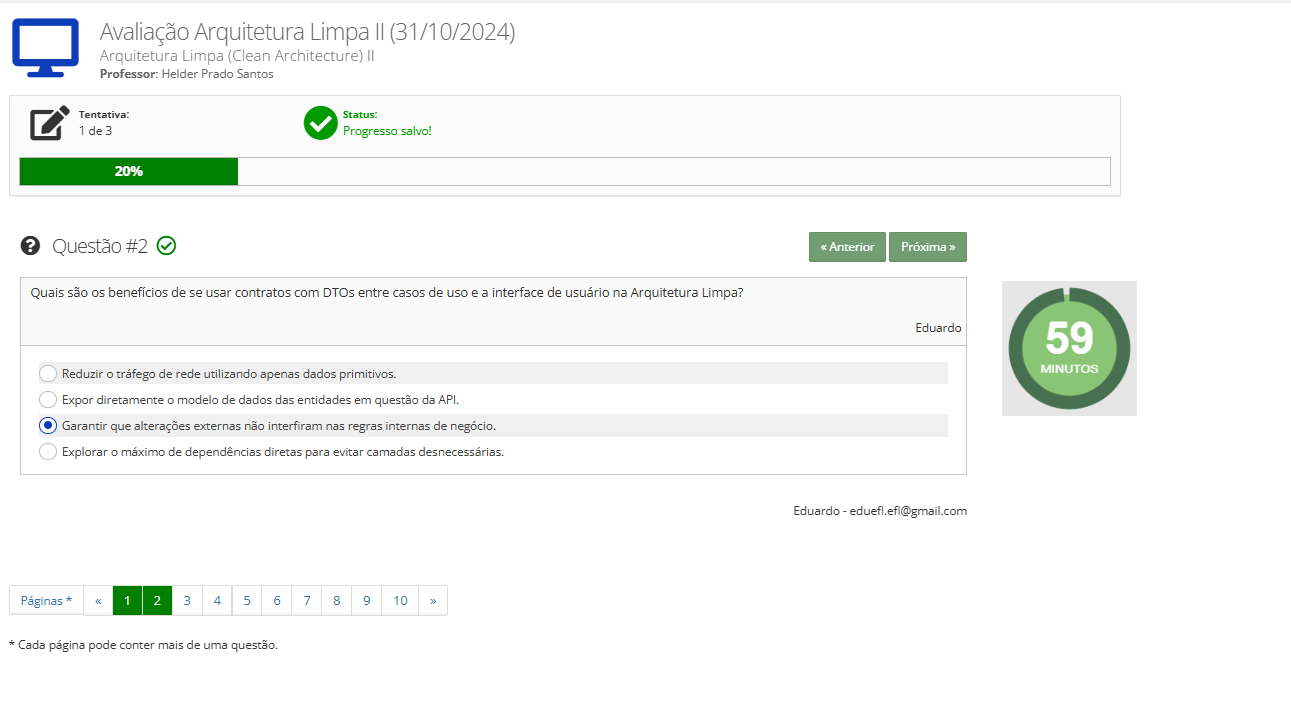 Avaliação Arquitetura Limpa II (31/10/2024)
Arquitetura Limpa (Clean Architecture) II
Professor: Helder Prado Santos
Tentativa:
1 de 3
Status:
Progresso salvo!
20%
Questão #2
« Anterior
Próxima »
Quais são os benefícios de se usar contratos com DTOs entre casos de uso e a interface de usuário na Arquitetura Limpa?
Eduardo
59
MINUTOS
Reduzir o tráfego de rede utilizando apenas dados primitivos.
Expor diretamente o modelo de dados das entidades em questão da API.
Garantir que alterações externas não interfiram nas regras internas de negócio.
Explorar o máximo de dependências diretas para evitar camadas desnecessárias.
Eduardo - eduefl.efl@gmail.com
Páginas * « 1 2 3 4 5 6 7 8 9 10 »
* Cada página pode conter mais de uma questão.